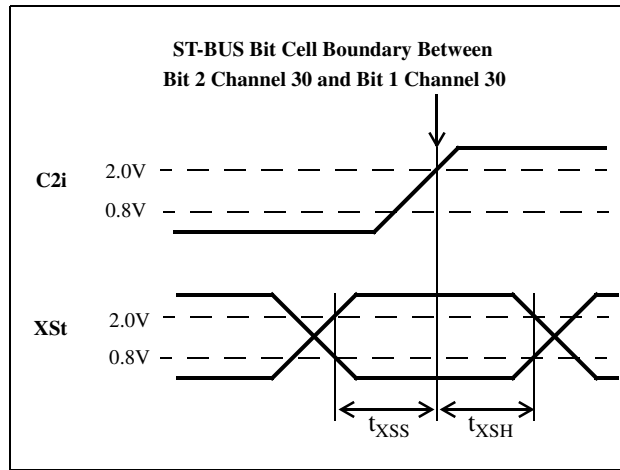 ST-BUS Bit Cell Boundary Between
Bit 2 Channel 30 and Bit 1 Channel 30
C2i
2.0V
0.8V
XSt
2.0V
0.8V
tXSS
tXSH